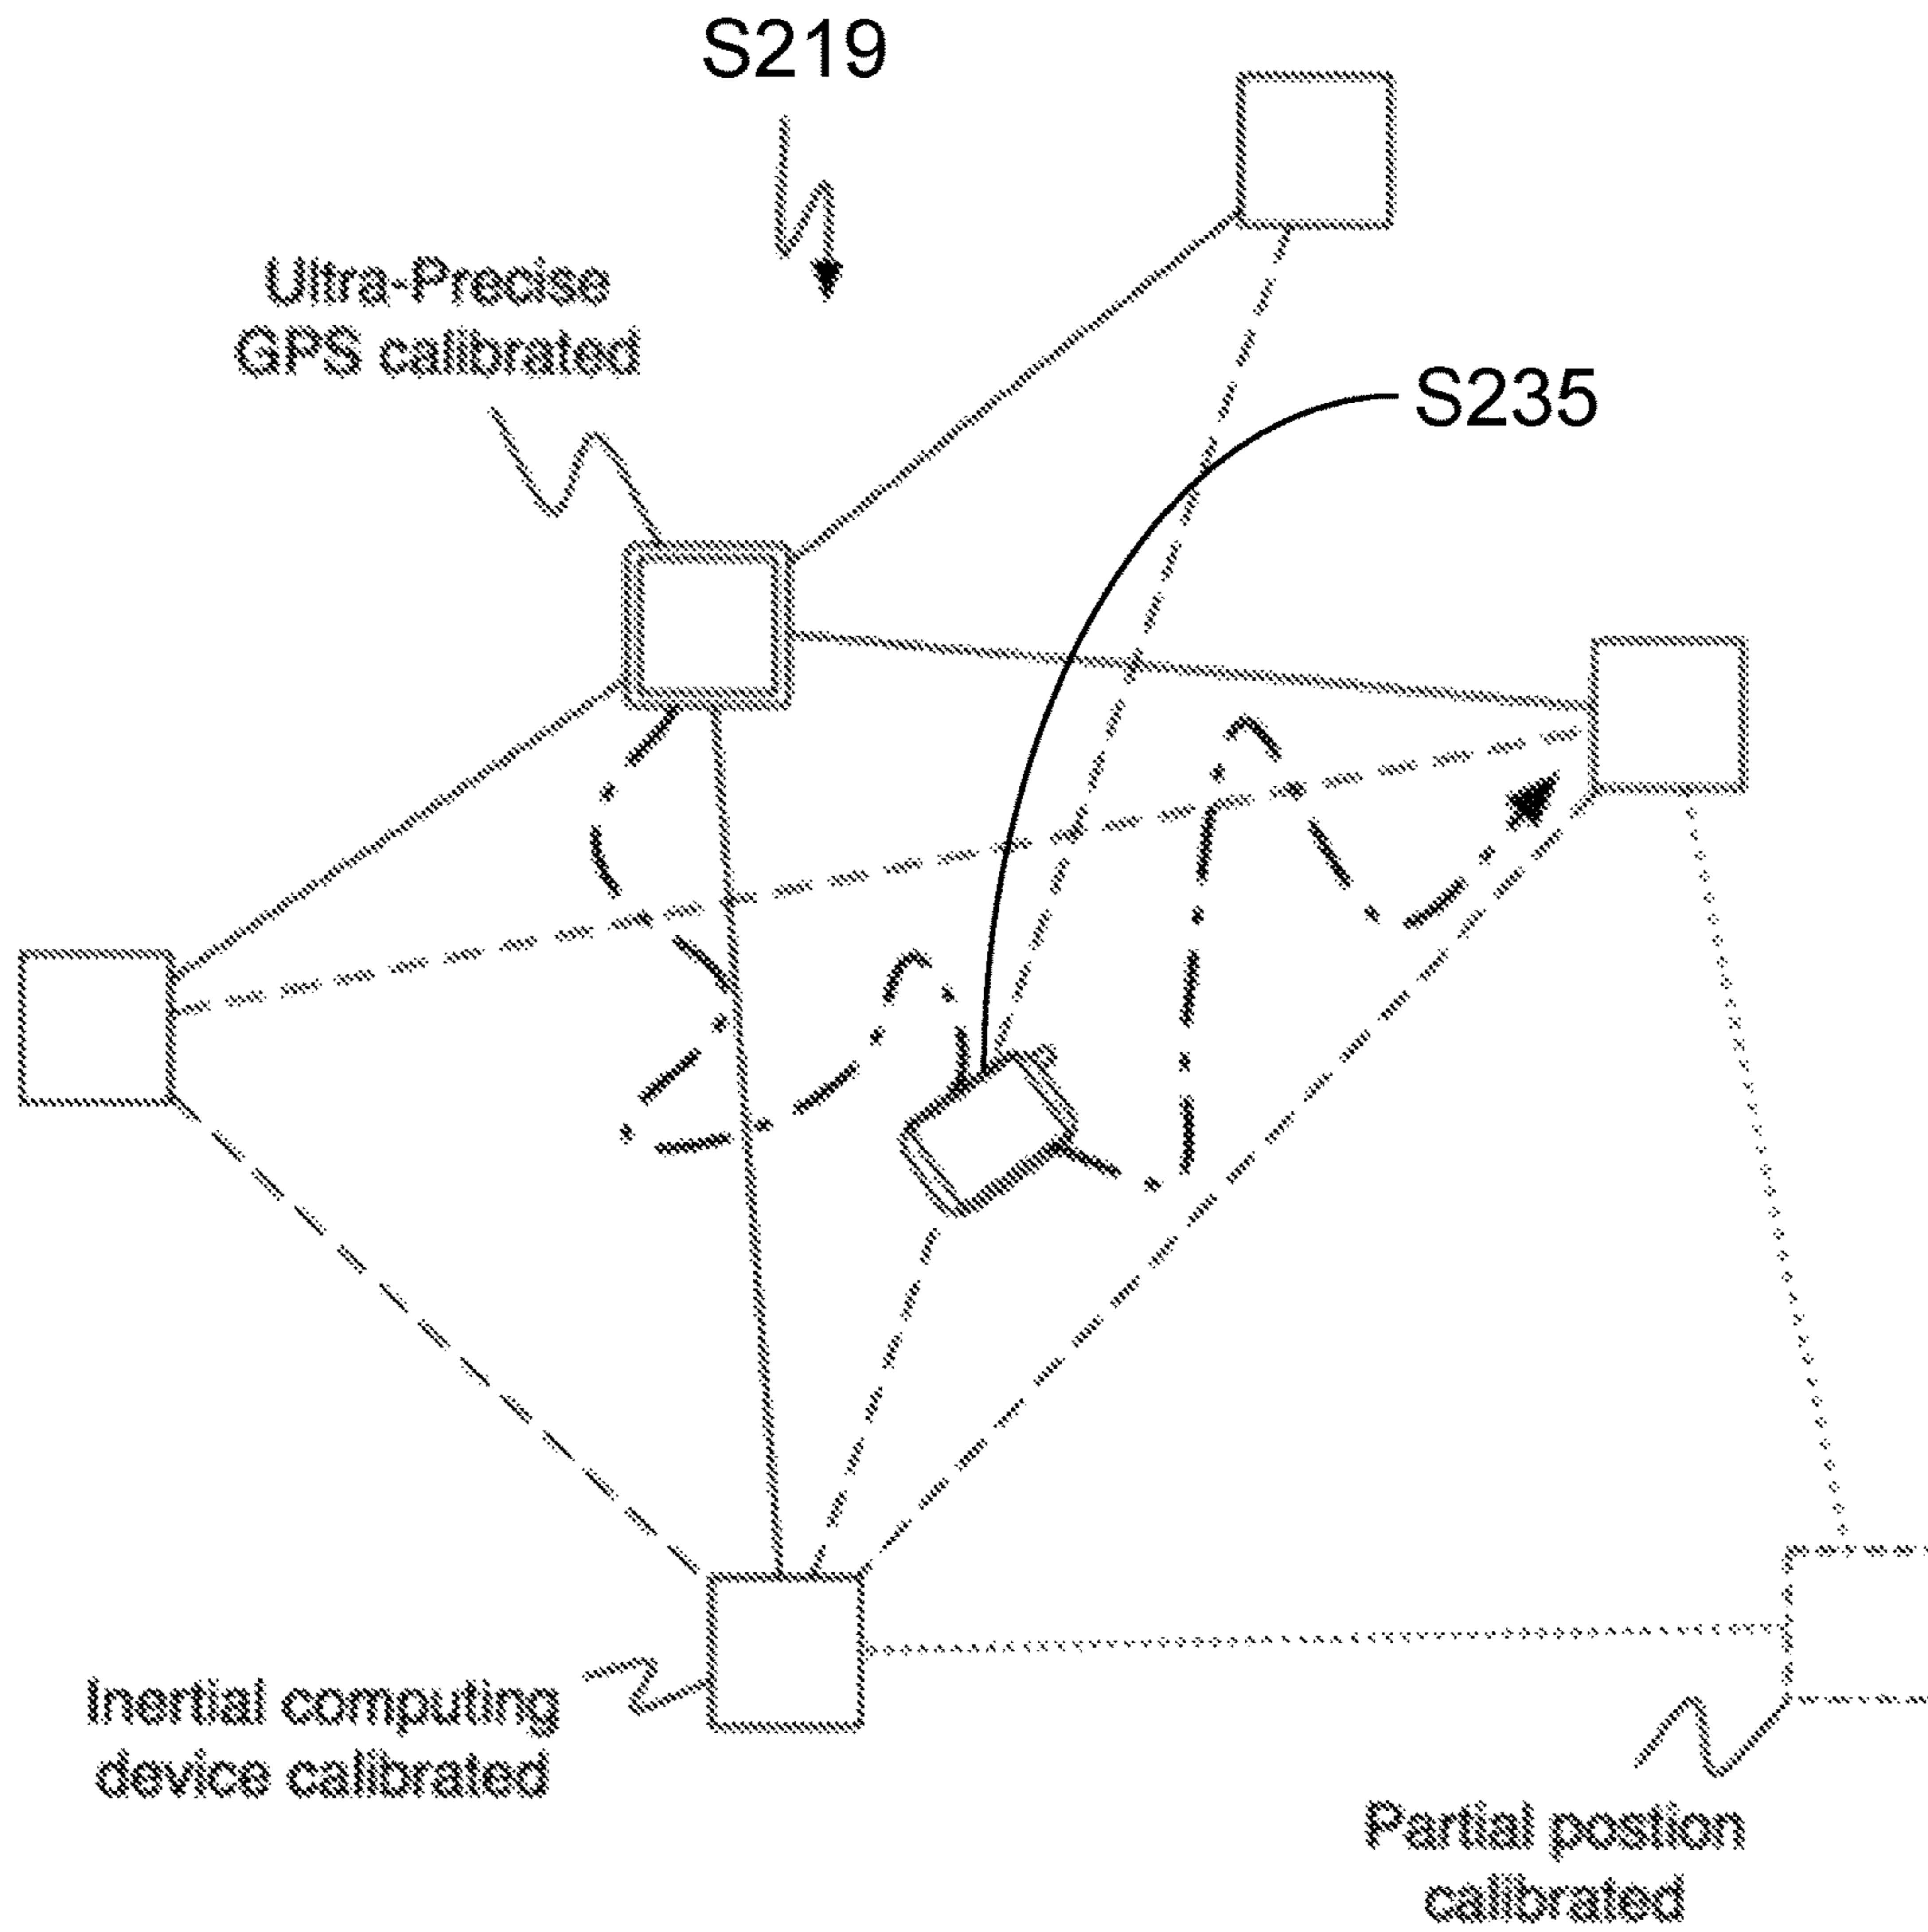 S219
Ultra-Precise
GPS calibrated
S235
Inertial computing
device calibrated
Partial postion
calibrated